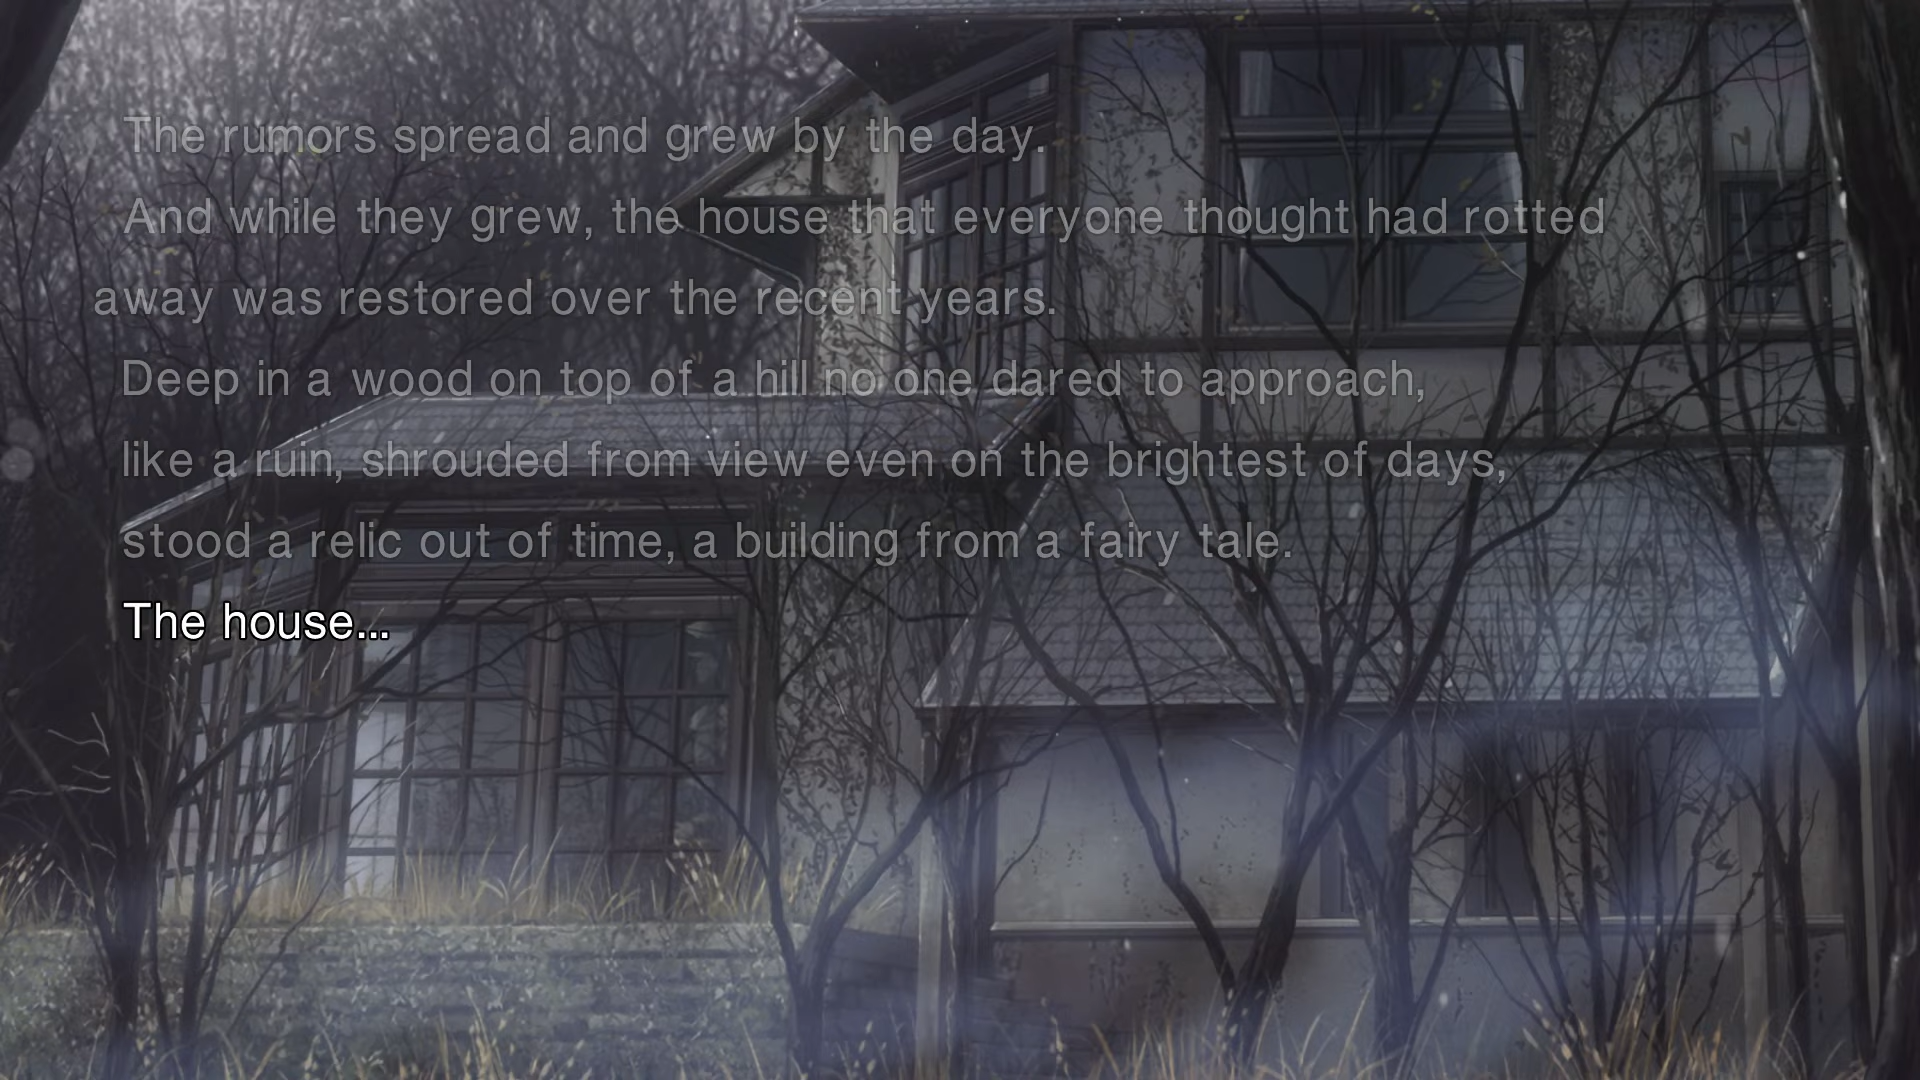 The rumors spread and grew by the day.
And while they grew, the house that everyone thought had rotted
away was restored over the recent years.
Deep in a wood on top of a hill no one dared to approach,
like a ruin, shrouded from view even on the brightest of days,
stood a relic out of time, a building from a fairy tale.
The house...